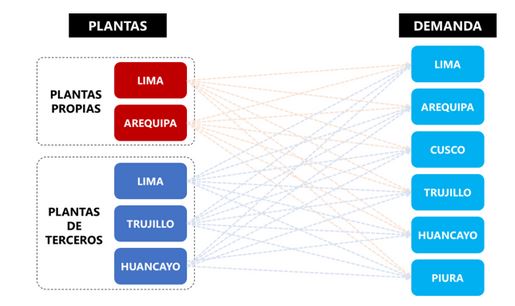 PLANTAS
DEMANDA
PLANTAS
PROPIAS
LIMA
AREQUIPA
PLANTAS
DE
TERCEROS
LIMA
TRUJILLO
HUANCAYO
LIMA
AREQUIPA
CUSCO
TRUJILLO
HUANCAYO
PIURA